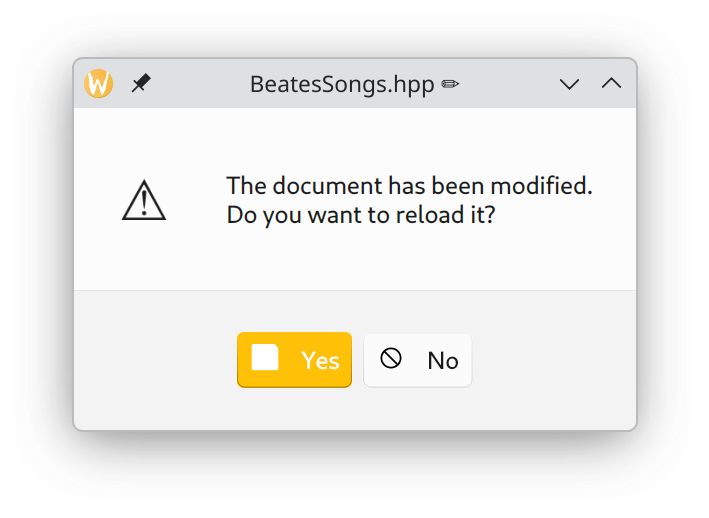 BeatesSongs.hpp ✏
The document has been modified.
Do you want to reload it?
Yes
No